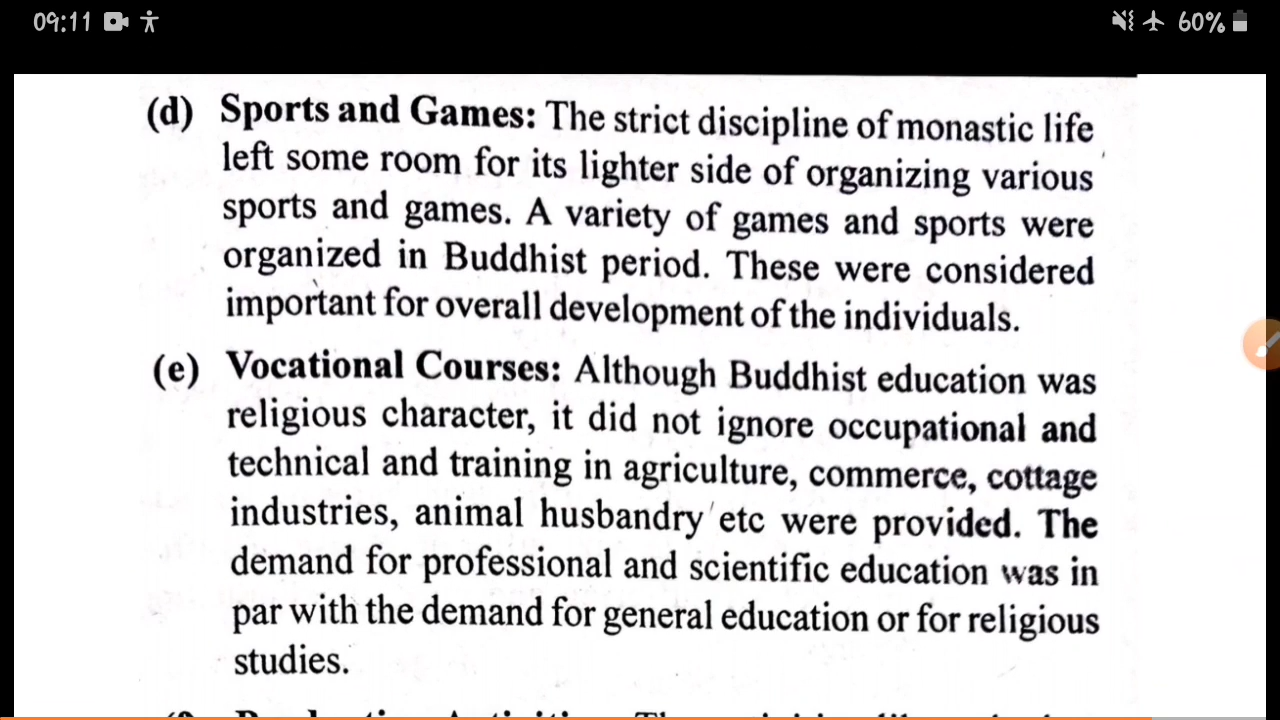 09:11 60%
(d) Sports and Games: The strict discipline of monastic life
left some room for its lighter side of organizing various
sports and games. A variety of games and sports were
organized in Buddhist period. These were considered
important for overall development of the individuals.
(e) Vocational Courses: Although Buddhist education was
religious character, it did not ignore occupational and
technical and training in agriculture, commerce, cottage
industries, animal husbandry etc were provided. The
demand for professional and scientific education was in
par with the demand for general education or for religious
studies.